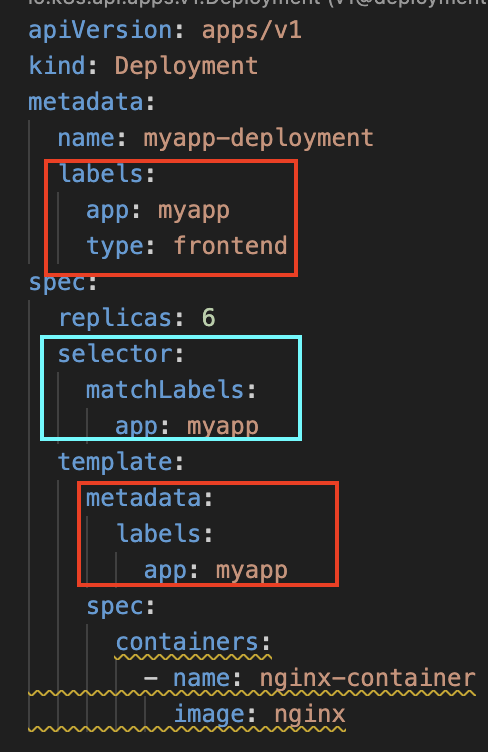 io.k8s.api.apps.v1.Deployment (v1@deployment
apiVersion: apps/v1
kind: Deployment
metadata:
  name: myapp-deployment
  labels:
    app: myapp
    type: frontend
spec:
  replicas: 6
  selector:
    matchLabels:
      app: myapp
  template:
    metadata:
      labels:
        app: myapp
    spec:
      containers:
        - name: nginx-container
          image: nginx